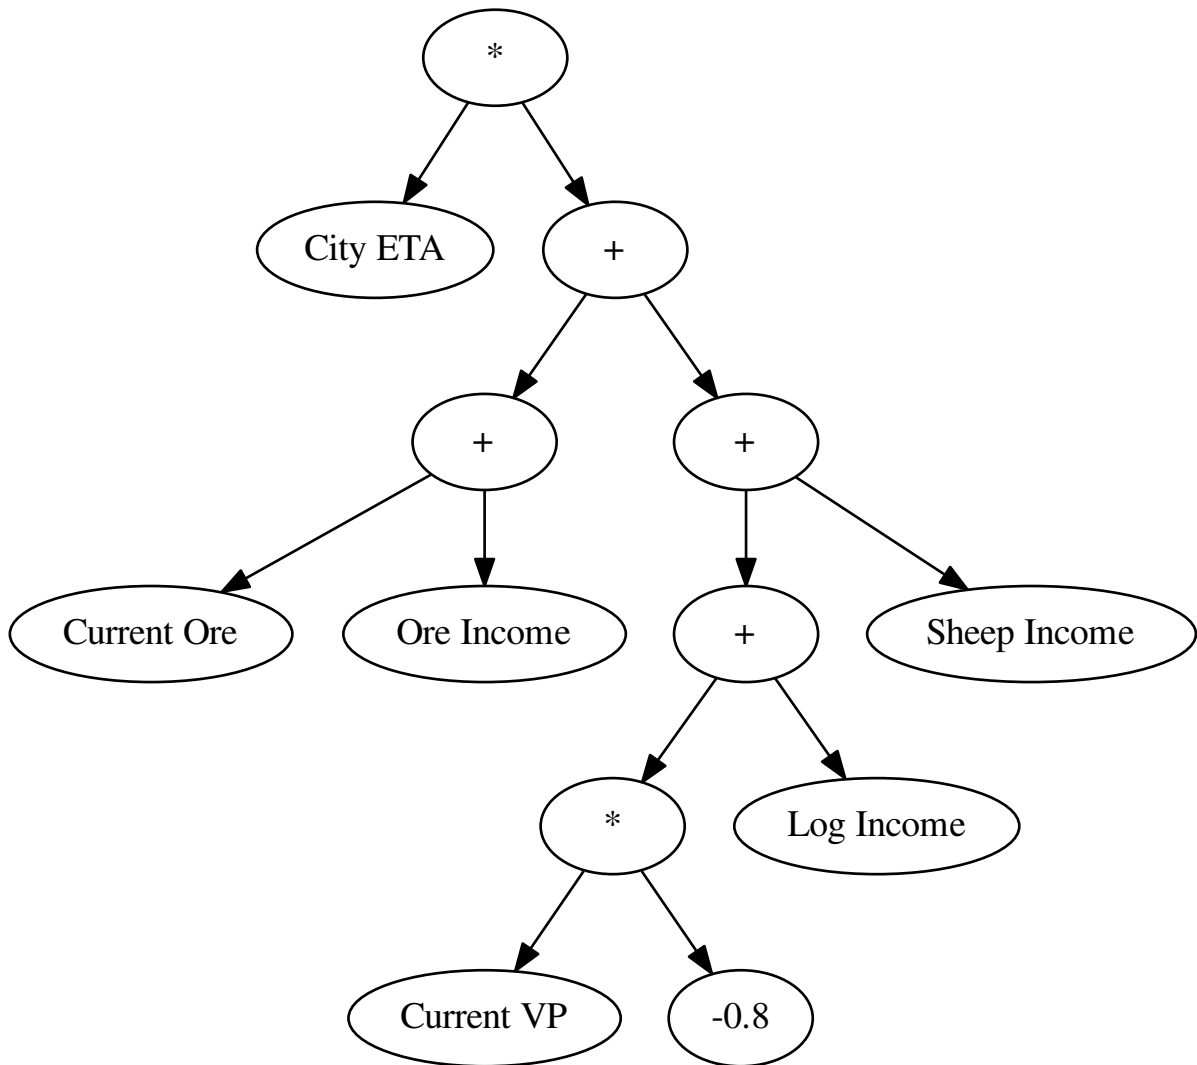 *
City ETA
+
+
+
Current Ore
Ore Income
+
Sheep Income
*
Log Income
Current VP
-0.8